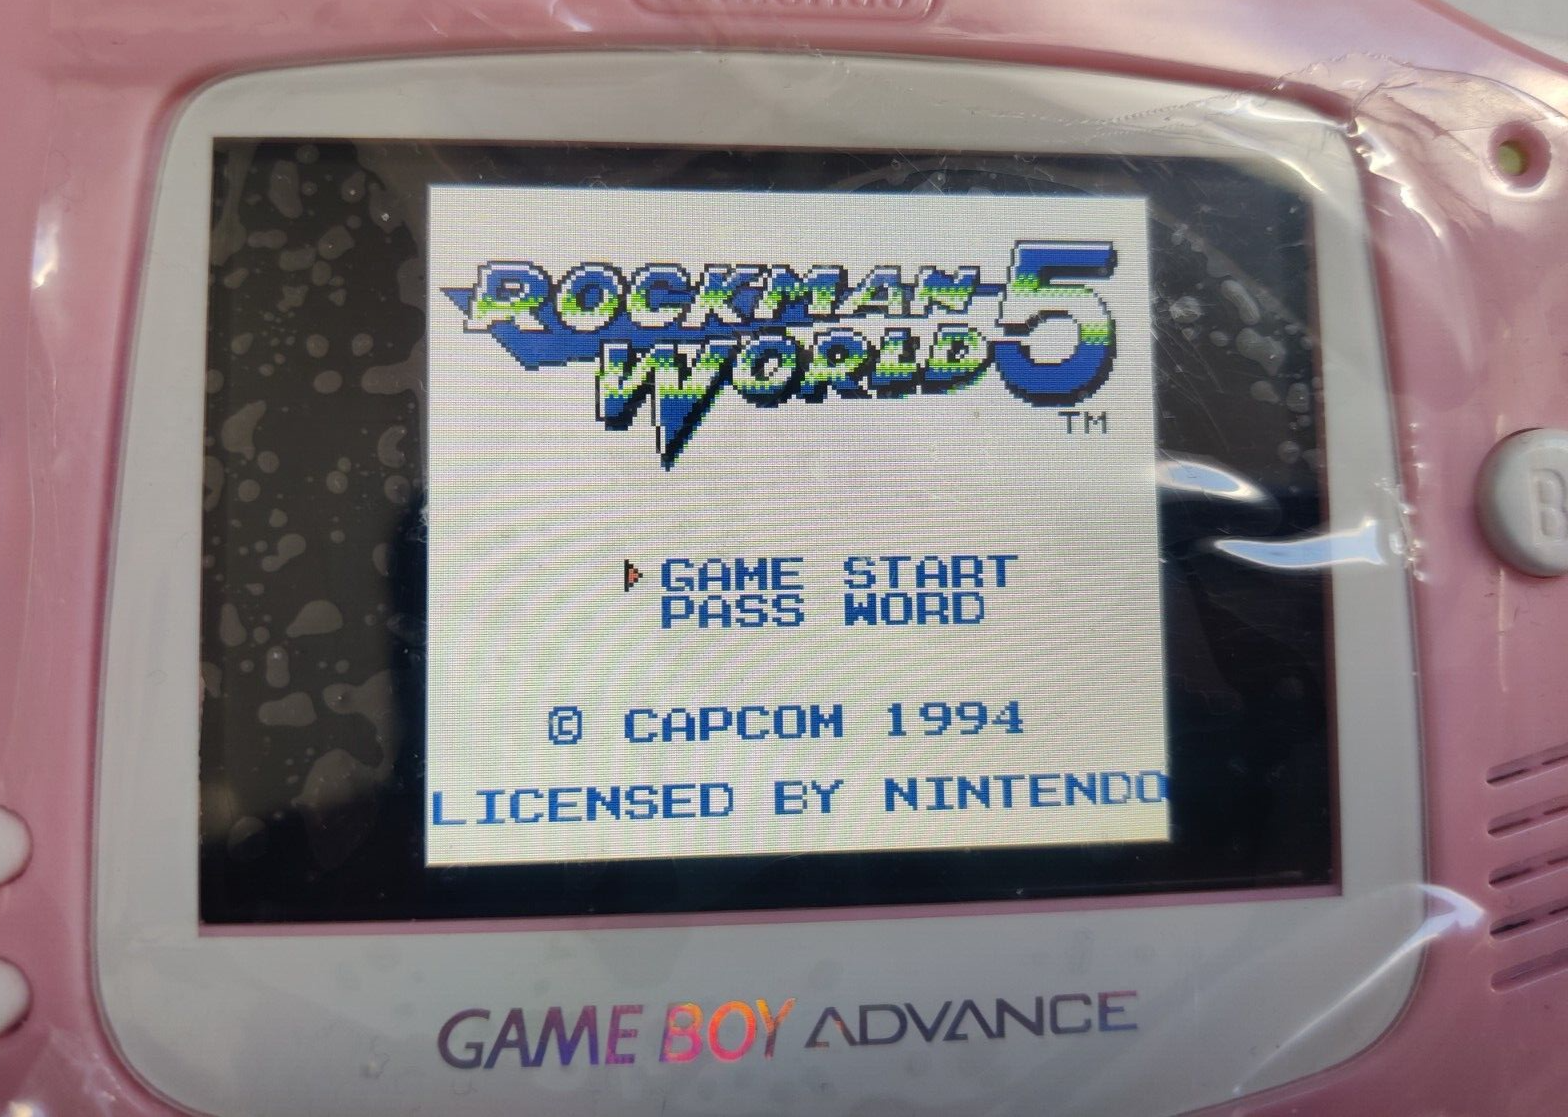 ROCKMAN 5
WORLD
TM
GAME START
PASS WORD
© CAPCOM 1994
LICENSED BY NINTENDO
GAME BOY ADVANCE
B